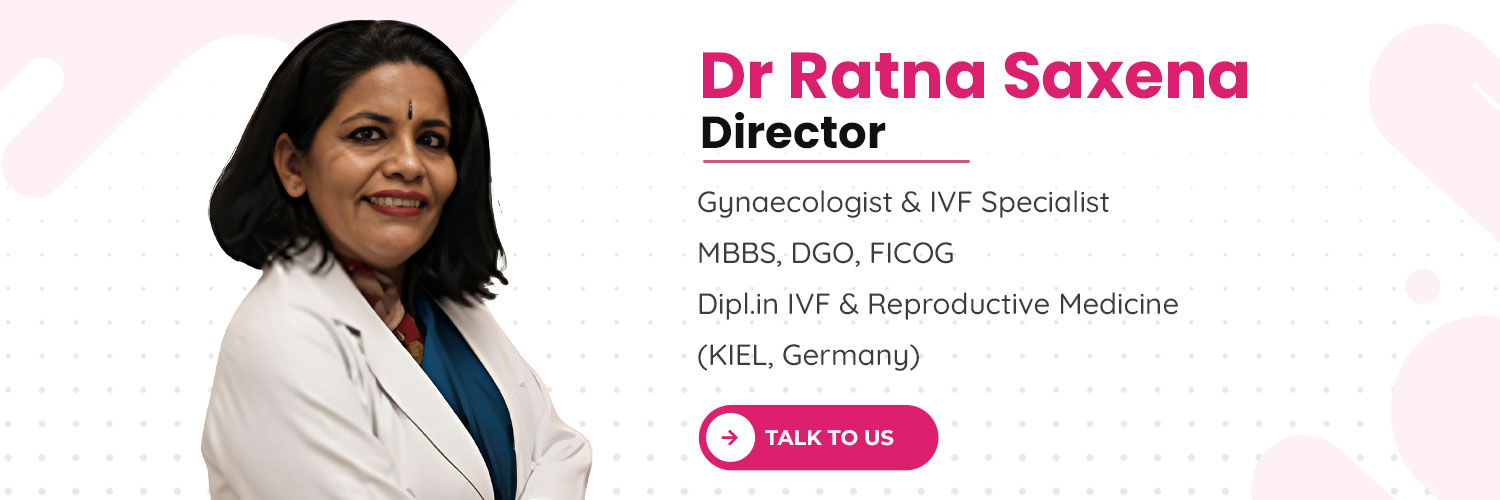 Dr Ratna Saxena
Director
Gynaecologist & IVF Specialist
MBBS, DGO, FICOG
Dipl.in IVF & Reproductive Medicine
(KIEL, Germany)
TALK TO US